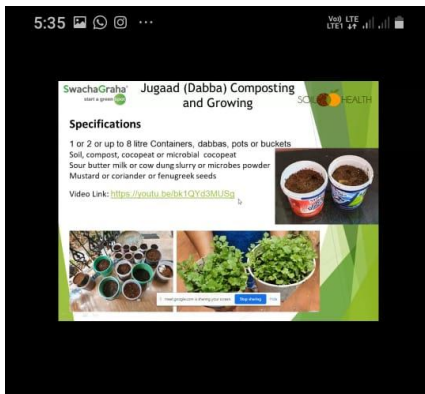 5:35
Vo) LTE
LTE1
SwachaGraha
start a green
Jugaad (Dabba) Composting
and Growing
SOIL HEALTH
Specifications
1 or 2 or up to 8 litre Containers, dabbas, pots or buckets
Soil, compost, cocopeat or microbial cocopeat
Sour butter milk or cow dung slurry or microbes powder
Mustard or coriander or fenugreek seeds
Video Link: https://youtu.be/bk1QYd3MUSg
meet.google.com is sharing your screen.
Stop sharing
Hide